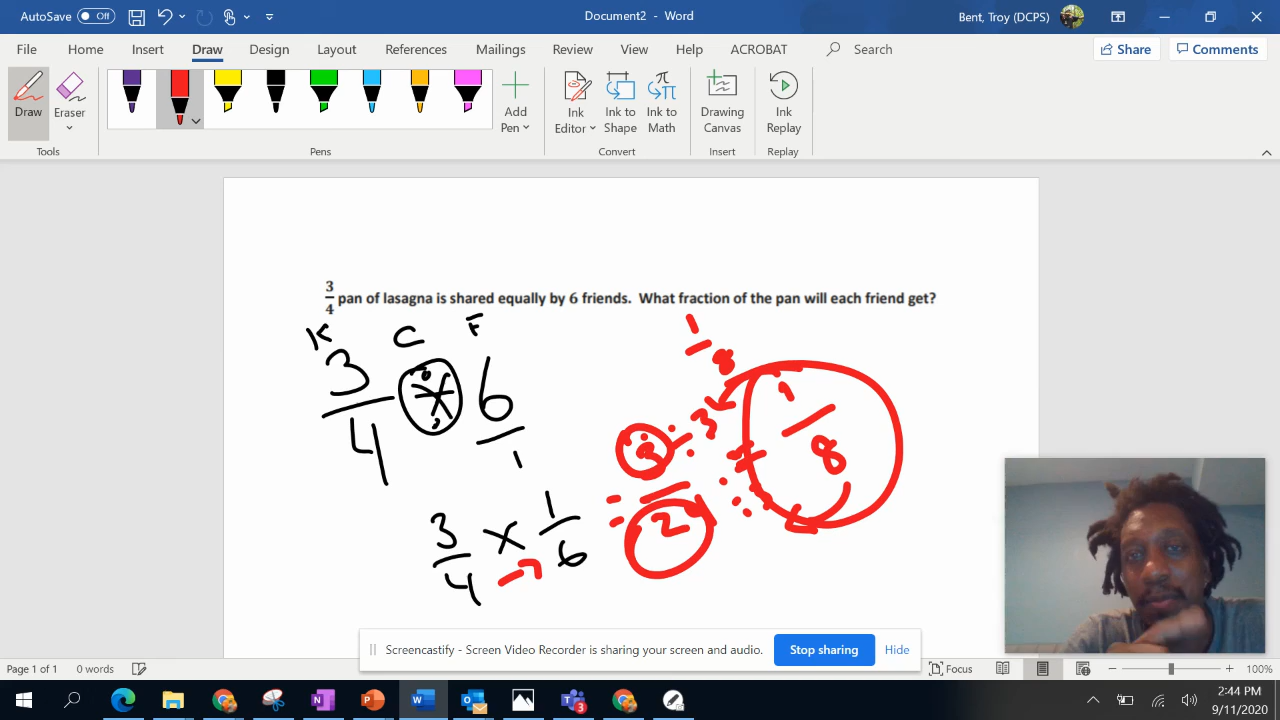 AutoSave Off Document2 - Word Bent, Troy (DCPS)
File Home Insert Draw Design Layout References Mailings Review View Help ACROBAT Search Share Comments
Draw Eraser Add Pen Ink Editor Ink to Shape Ink to Math Drawing Canvas Ink Replay
Tools Pens Convert Insert Replay
3/4 pan of lasagna is shared equally by 6 friends. What fraction of the pan will each friend get?
K C F
3/4 6/1
1/8
÷ 3
1/8
3/4 x 1/6
Screencastify - Screen Video Recorder is sharing your screen and audio. Stop sharing Hide
Page 1 of 1 0 words Focus 100%
2:44 PM
9/11/2020